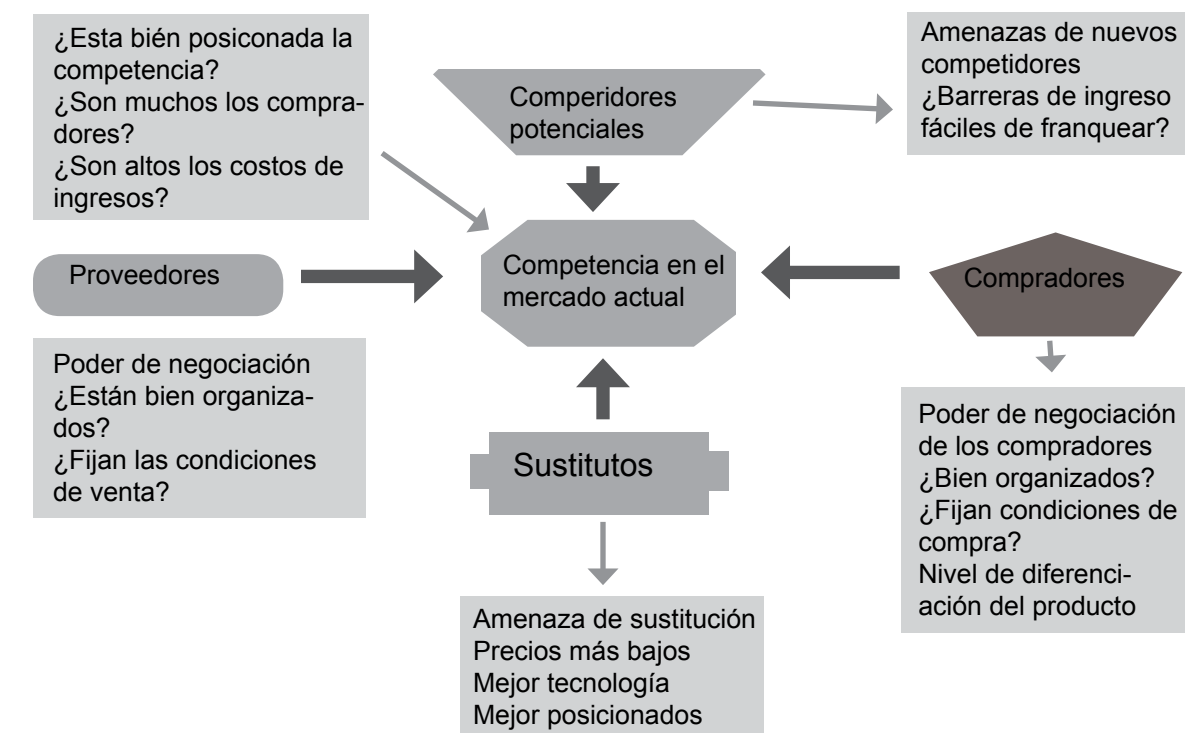 ¿Esta bién posiconada la
competencia?
¿Son muchos los compra-
dores?
¿Son altos los costos de
ingresos?
Comperidores
potenciales
Amenazas de nuevos
competidores
¿Barreras de ingreso
fáciles de franquear?
Proveedores
Competencia en el
mercado actual
Compradores
Poder de negociación
¿Están bien organiza-
dos?
¿Fijan las condiciones
de venta?
Sustitutos
Poder de negociación
de los compradores
¿Bien organizados?
¿Fijan condiciones de
compra?
Nivel de diferenci-
ación del producto
Amenaza de sustitución
Precios más bajos
Mejor tecnología
Mejor posicionados